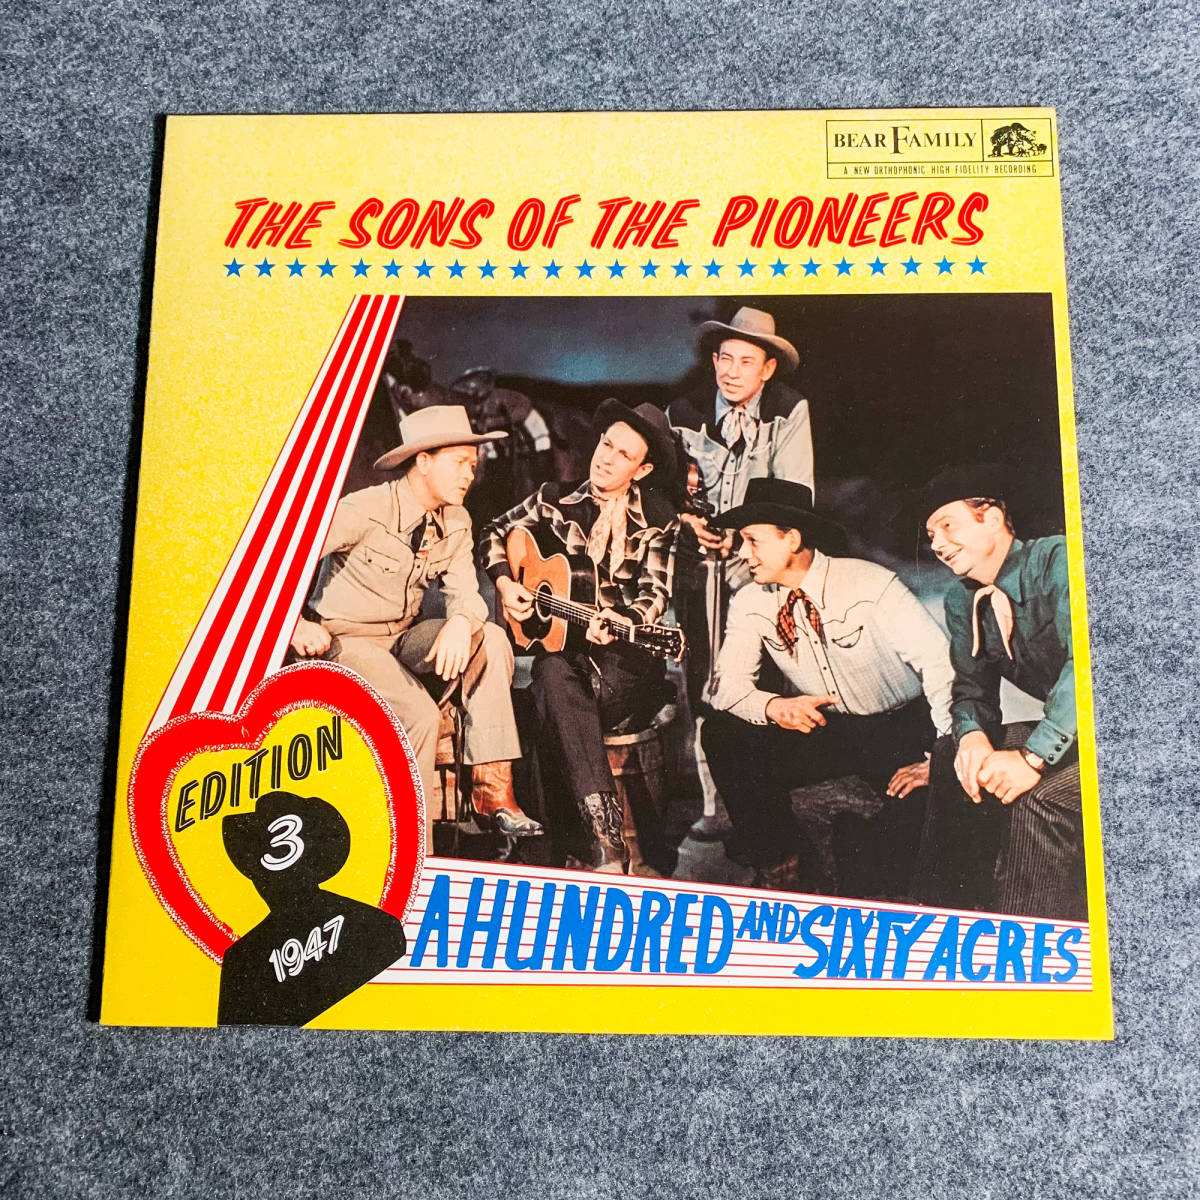 BEAR FAMILY
A NEW ORTHOPHONIC HIGH FIDELITY RECORDING
THE SONS OF THE PIONEERS
EDITION
3
1947
A HUNDRED AND SIXTY ACRES